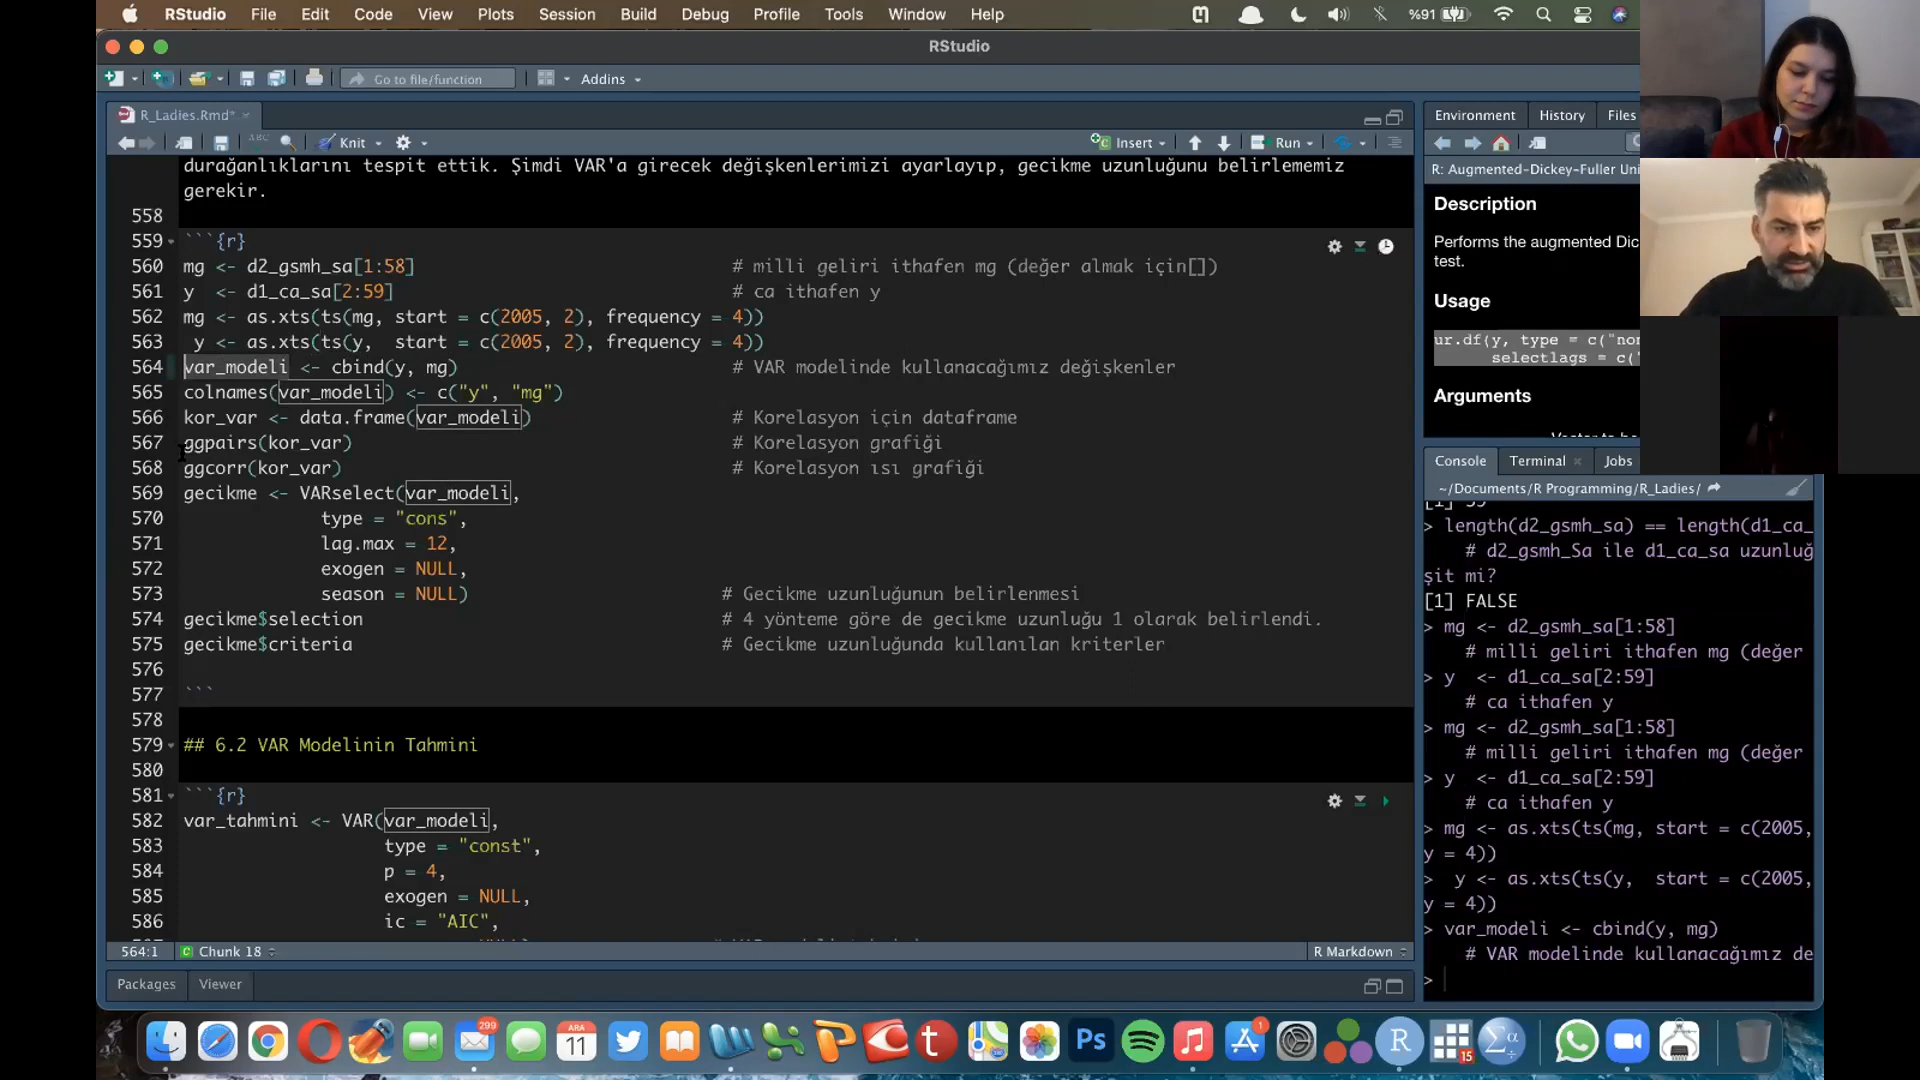 RStudio File Edit Code View Plots Session Build Debug Profile Tools Window Help %91
RStudio
Go to file/function Addins
R_Ladies.Rmd*
Knit Insert Run
durağanlıklarını tespit ettik. Şimdi VAR'a girecek değişkenlerimizi ayarlayıp, gecikme uzunluğunu belirlememiz
gerekir.
558
559 ```{r}
560 mg <- d2_gsmh_sa[1:58] # milli geliri ithafen mg (değer almak için[])
561 y <- d1_ca_sa[2:59] # ca ithafen y
562 mg <- as.xts(ts(mg, start = c(2005, 2), frequency = 4))
563 y <- as.xts(ts(y, start = c(2005, 2), frequency = 4))
564 var_modeli <- cbind(y, mg) # VAR modelinde kullanacağımız değişkenler
565 colnames(var_modeli) <- c("y", "mg")
566 kor_var <- data.frame(var_modeli) # Korelasyon için dataframe
567 ggpairs(kor_var) # Korelasyon grafiği
568 ggcorr(kor_var) # Korelasyon ısı grafiği
569 gecikme <- VARselect(var_modeli,
570 type = "cons",
571 lag.max = 12,
572 exogen = NULL,
573 season = NULL) # Gecikme uzunluğunun belirlenmesi
574 gecikme$selection # 4 yönteme göre de gecikme uzunluğu 1 olarak belirlendi.
575 gecikme$criteria # Gecikme uzunluğunda kullanılan kriterler
576
577 ```
578
579 ## 6.2 VAR Modelinin Tahmini
580
581 ```{r}
582 var_tahmini <- VAR(var_modeli,
583 type = "const",
584 p = 4,
585 exogen = NULL,
586 ic = "AIC",
564:1 Chunk 18 R Markdown
Packages Viewer
Environment History Files
R: Augmented-Dickey-Fuller Uni
Description
Performs the augmented Dic
test.
Usage
ur.df(y, type = c("nor
selectlags = c("
Arguments
Console Terminal Jobs
~/Documents/R Programming/R_Ladies/
> length(d2_gsmh_sa) == length(d1_ca_
# d2_gsmh_Sa ile d1_ca_sa uzunluğ
şit mi?
[1] FALSE
> mg <- d2_gsmh_sa[1:58]
# milli geliri ithafen mg (değer
> y <- d1_ca_sa[2:59]
# ca ithafen y
> mg <- d2_gsmh_sa[1:58]
# milli geliri ithafen mg (değer
> y <- d1_ca_sa[2:59]
# ca ithafen y
> mg <- as.xts(ts(mg, start = c(2005,
y = 4))
> y <- as.xts(ts(y, start = c(2005,
y = 4))
> var_modeli <- cbind(y, mg)
# VAR modelinde kullanacağımız de
>
299 ARA 11 t Ps 1 R 15 Σα